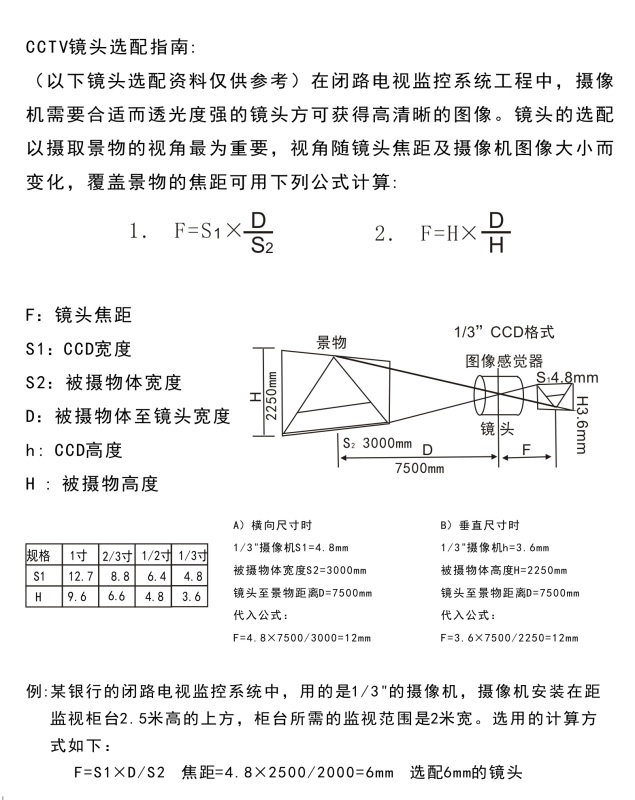 CCTV镜头选配指南:
（以下镜头选配资料仅供参考）在闭路电视监控系统工程中，摄像
机需要合适而透光度强的镜头方可获得高清晰的图像。镜头的选配
以摄取景物的视角最为重要，视角随镜头焦距及摄像机图像大小而
变化，覆盖景物的焦距可用下列公式计算:
1. F=S1×D/S2
2. F=H×D/H
F: 镜头焦距
S1: CCD宽度
S2: 被摄物体宽度
D: 被摄物体至镜头宽度
h: CCD高度
H : 被摄物高度
景物
1/3” CCD格式
图像感觉器
S1 4.8mm
H
2250mm
H3.6mm
镜头
S2 3000mm
D
F
7500mm
规格 1寸 2/3寸 1/2寸 1/3寸
S1 12.7 8.8 6.4 4.8
H 9.6 6.6 4.8 3.6
A）横向尺寸时
1/3"摄像机S1=4.8mm
被摄物体宽度S2=3000mm
镜头至景物距离D=7500mm
代入公式:
F=4.8×7500/3000=12mm
B）垂直尺寸时
1/3"摄像机h=3.6mm
被摄物体高度H=2250mm
镜头至景物距离D=7500mm
代入公式:
F=3.6×7500/2250=12mm
例:某银行的闭路电视监控系统中，用的是1/3"的摄像机，摄像机安装在距
监视柜台2.5米高的上方，柜台所需的监视范围是2米宽。选用的计算方
式如下:
F=S1×D/S2 焦距=4.8×2500/2000=6mm 选配6mm的镜头